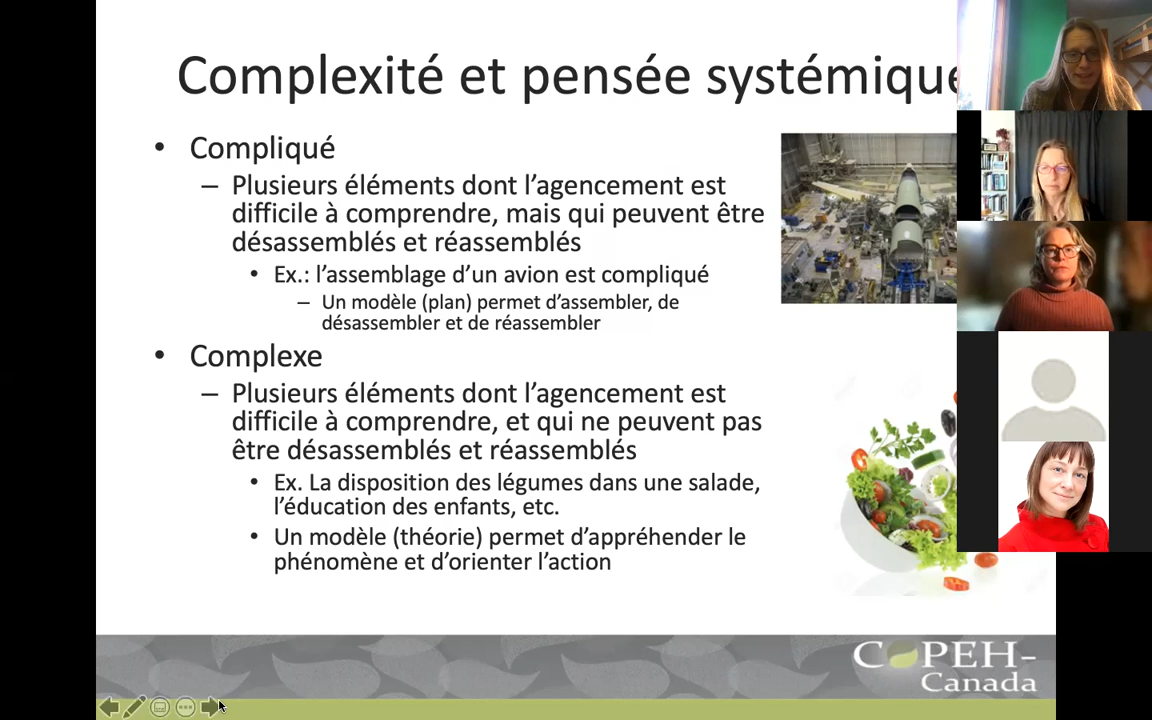 Complexité et pensée systémique
• Compliqué
– Plusieurs éléments dont l’agencement est
difficile à comprendre, mais qui peuvent être
désassemblés et réassemblés
• Ex.: l’assemblage d’un avion est compliqué
– Un modèle (plan) permet d’assembler, de
désassembler et de réassembler
• Complexe
– Plusieurs éléments dont l’agencement est
difficile à comprendre, et qui ne peuvent pas
être désassemblés et réassemblés
• Ex. La disposition des légumes dans une salade,
l’éducation des enfants, etc.
• Un modèle (théorie) permet d’appréhender le
phénomène et d’orienter l’action
COPEH-
Canada